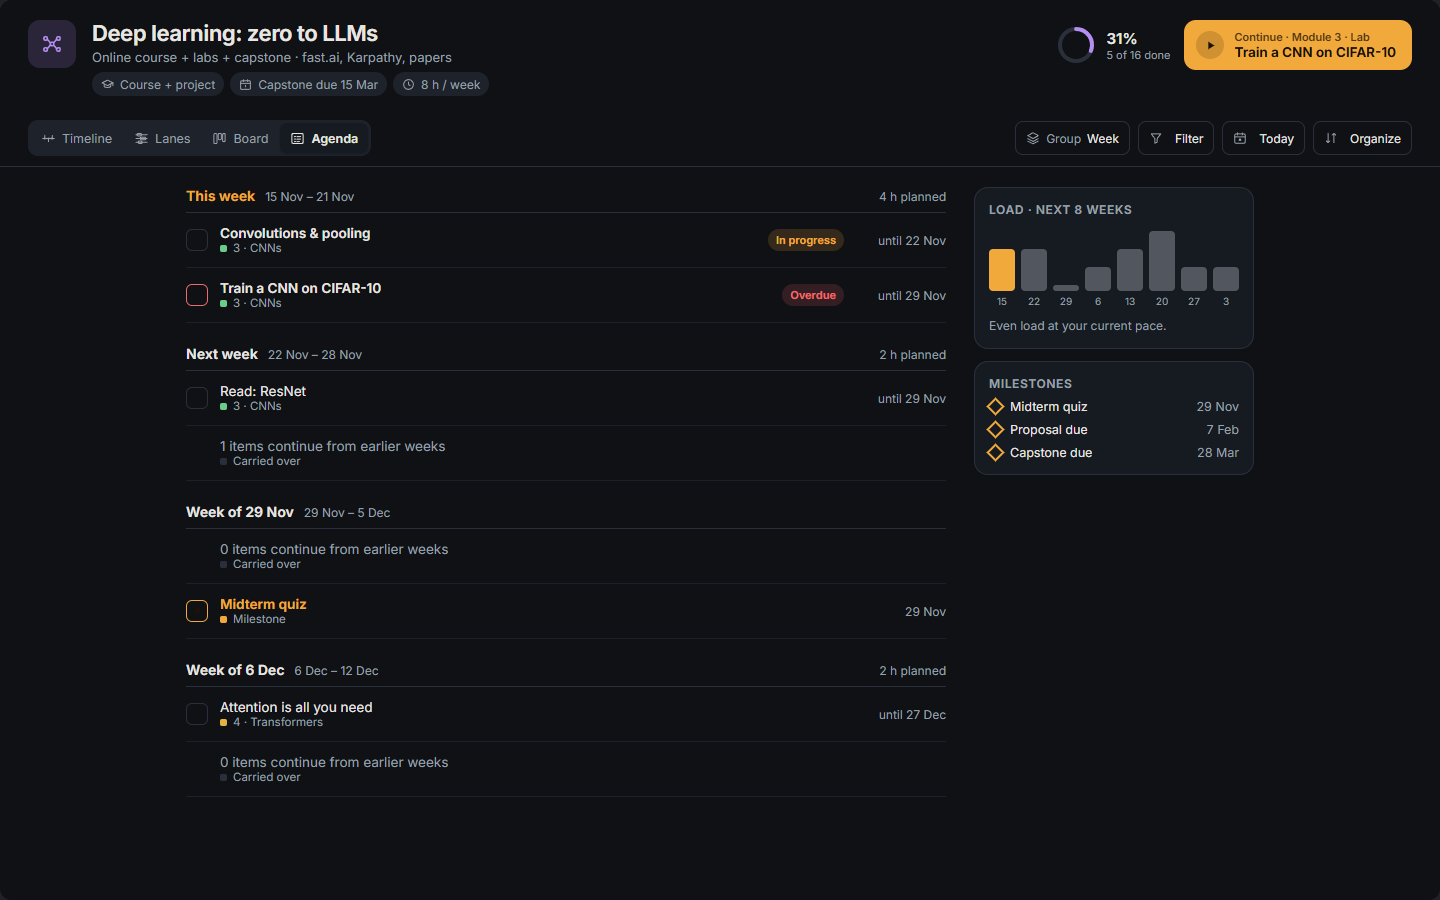 Deep learning: zero to LLMs
Online course + labs + capstone · fast.ai, Karpathy, papers
Course + project
Capstone due 15 Mar
8 h / week
31%
5 of 16 done
Continue · Module 3 · Lab
Train a CNN on CIFAR-10
Timeline
Lanes
Board
Agenda
Group Week
Filter
Today
Organize
This week 15 Nov – 21 Nov 4 h planned
Convolutions & pooling
3 · CNNs
In progress
until 22 Nov
Train a CNN on CIFAR-10
3 · CNNs
Overdue
until 29 Nov
Next week 22 Nov – 28 Nov 2 h planned
Read: ResNet
3 · CNNs
until 29 Nov
1 items continue from earlier weeks
Carried over
Week of 29 Nov 29 Nov – 5 Dec
0 items continue from earlier weeks
Carried over
Midterm quiz
Milestone
29 Nov
Week of 6 Dec 6 Dec – 12 Dec 2 h planned
Attention is all you need
4 · Transformers
until 27 Dec
0 items continue from earlier weeks
Carried over
LOAD · NEXT 8 WEEKS
15 22 29 6 13 20 27 3
Even load at your current pace.
MILESTONES
Midterm quiz 29 Nov
Proposal due 7 Feb
Capstone due 28 Mar